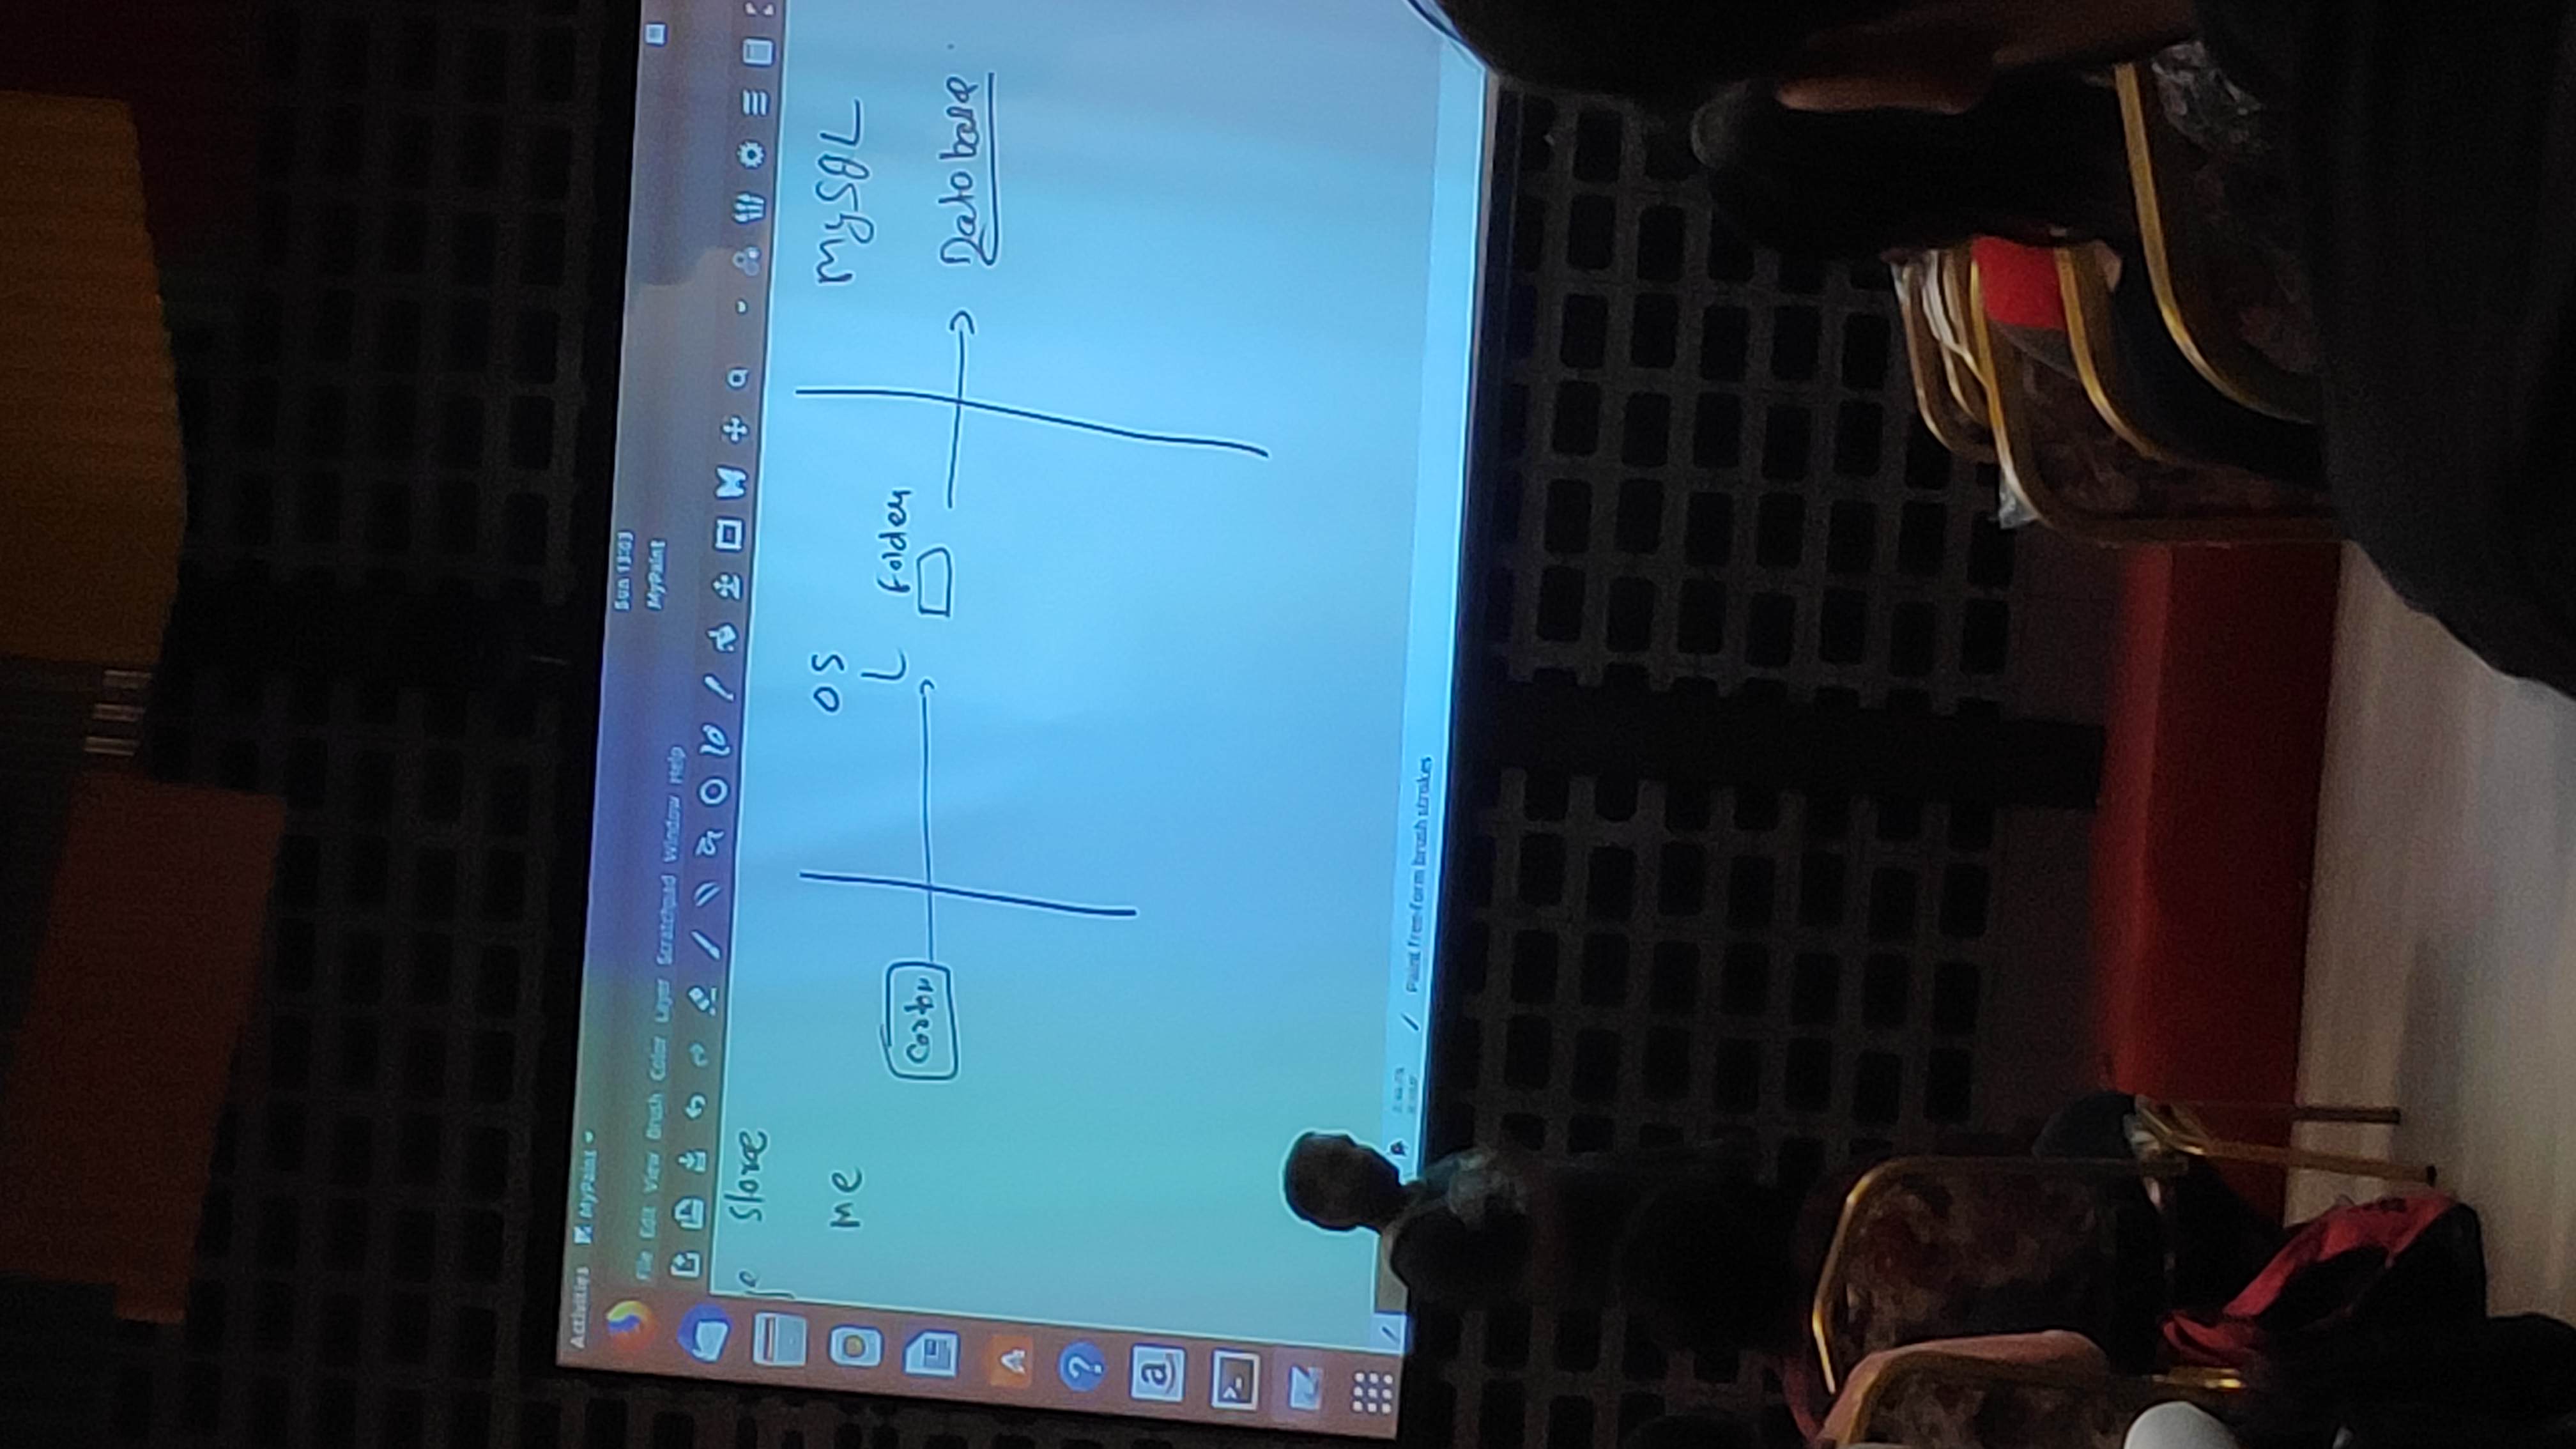 Activities MyPaint
Sun 13:03
MyPaint
File Edit View Brush Color Layer Scratchpad Window Help
Store
me
OS
MySQL
L
Folder
Carton
Database
A
?
a
>_
Paint free-form brush strokes